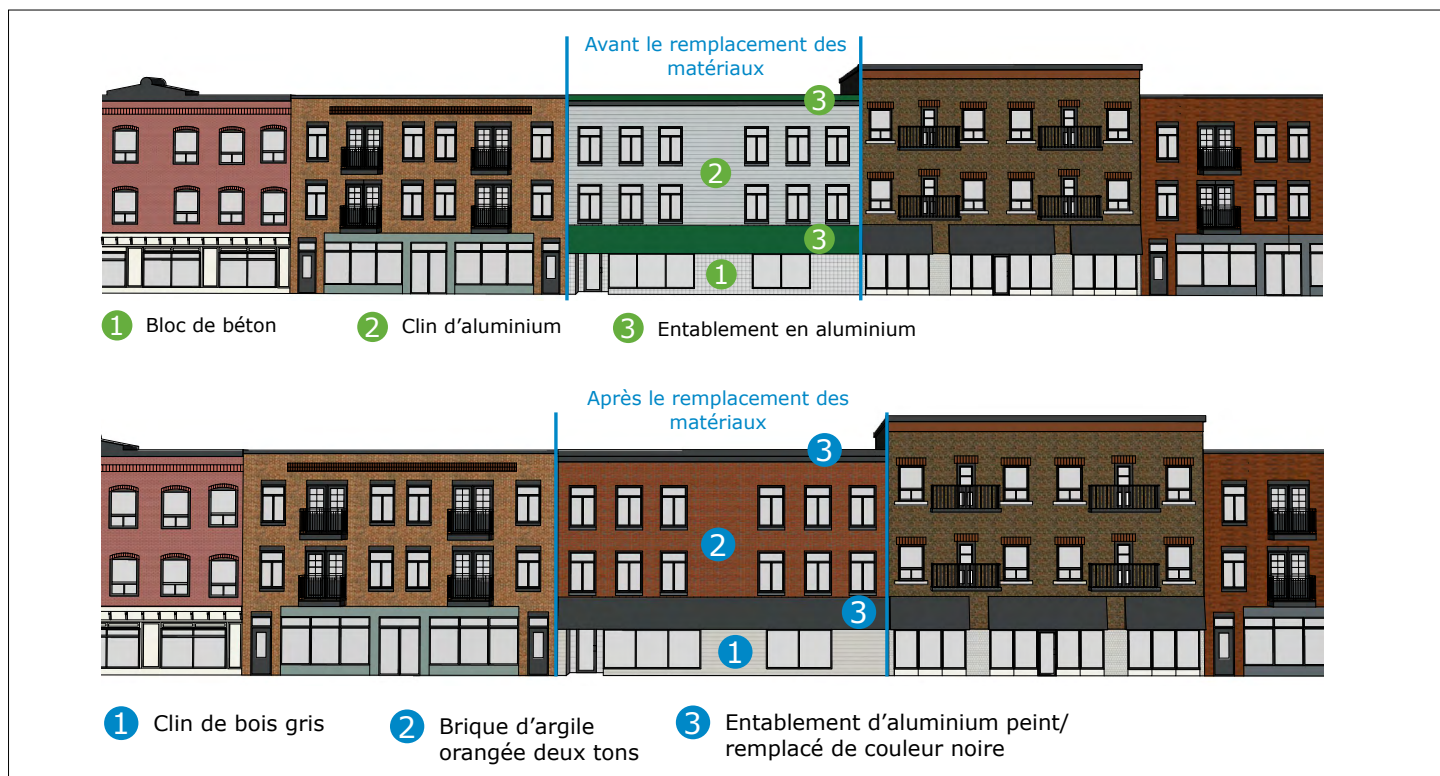 Avant le remplacement des
matériaux
3
2
3
1
1 Bloc de béton
2 Clin d’aluminium
3 Entablement en aluminium
Après le remplacement des
matériaux
3
2
3
1
1 Clin de bois gris
2 Brique d’argile
orangée deux tons
3 Entablement d’aluminium peint/
remplacé de couleur noire